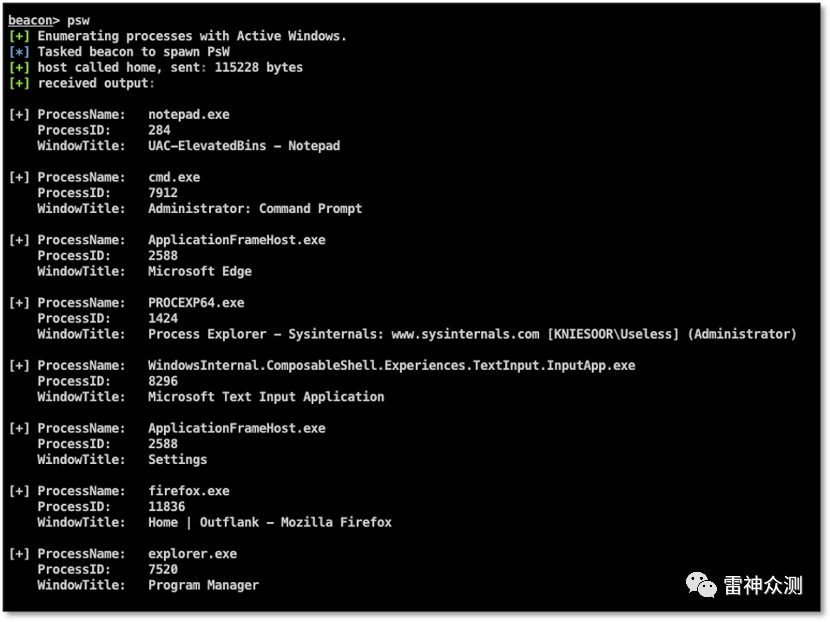 beacon> psw
[+] Enumerating processes with Active Windows.
[*] Tasked beacon to spawn PsW
[+] host called home, sent: 115228 bytes
[+] received output:
[+] ProcessName: notepad.exe
ProcessID: 284
WindowTitle: UAC-ElevatedBins - Notepad
[+] ProcessName: cmd.exe
ProcessID: 7912
WindowTitle: Administrator: Command Prompt
[+] ProcessName: ApplicationFrameHost.exe
ProcessID: 2588
WindowTitle: Microsoft Edge
[+] ProcessName: PROCEXP64.exe
ProcessID: 1424
WindowTitle: Process Explorer - Sysinternals: www.sysinternals.com [KNIESOOR\Useless] (Administrator)
[+] ProcessName: WindowsInternal.ComposableShell.Experiences.TextInput.InputApp.exe
ProcessID: 8296
WindowTitle: Microsoft Text Input Application
[+] ProcessName: ApplicationFrameHost.exe
ProcessID: 2588
WindowTitle: Settings
[+] ProcessName: firefox.exe
ProcessID: 11836
WindowTitle: Home | Outflank - Mozilla Firefox
[+] ProcessName: explorer.exe
ProcessID: 7520
WindowTitle: Program Manager
雷神众测